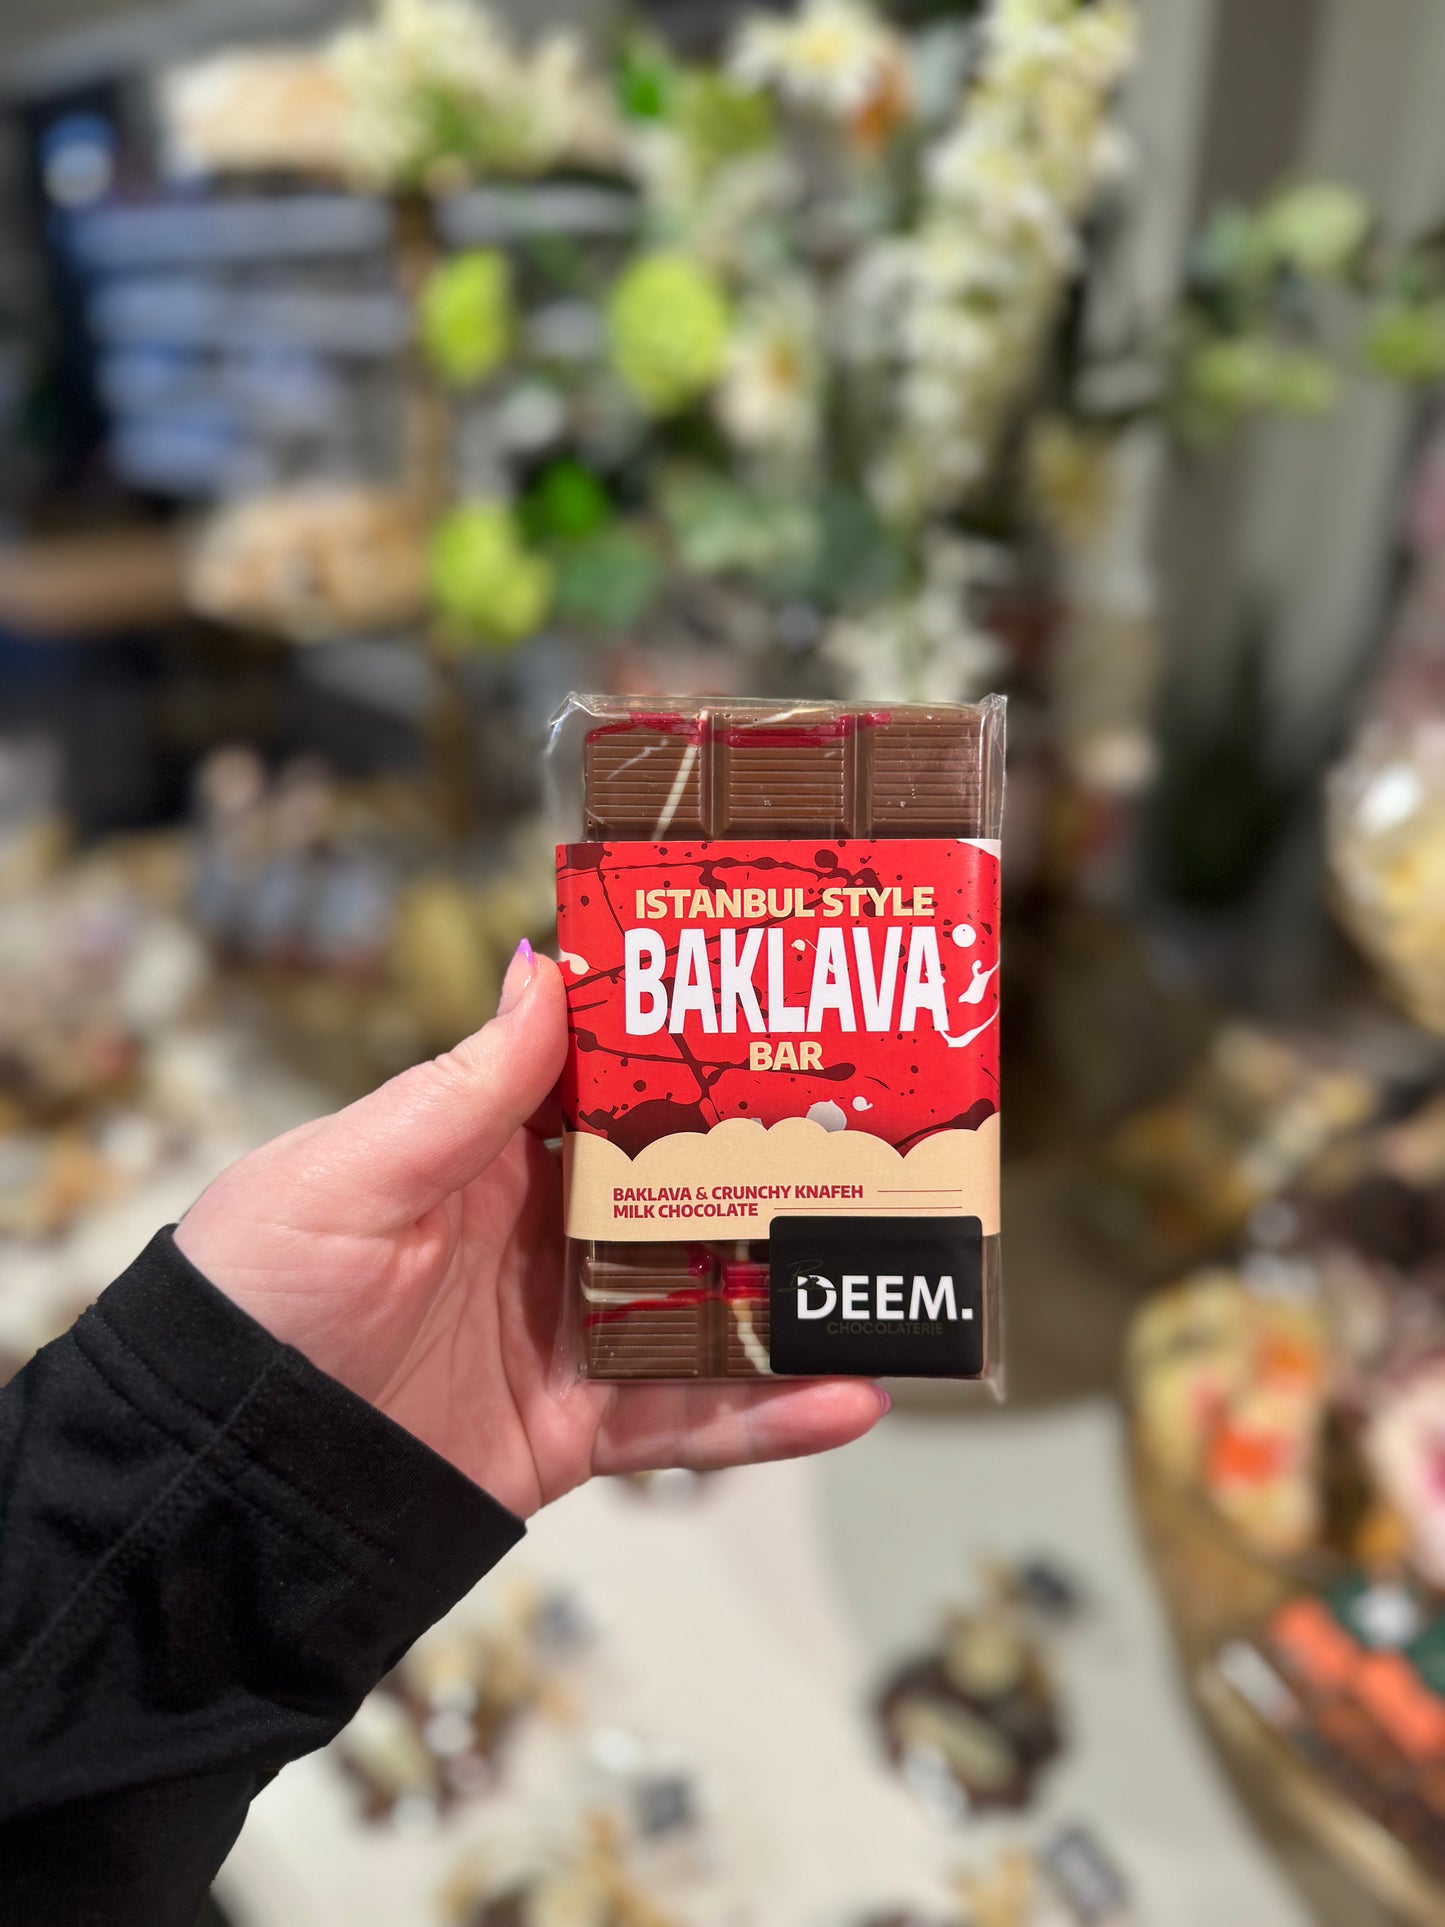 ISTANBUL STYLE
BAKLAVA
BAR
BAKLAVA & CRUNCHY KNAFEH
MILK CHOCOLATE
DEEM.
CHOCOLATERIE